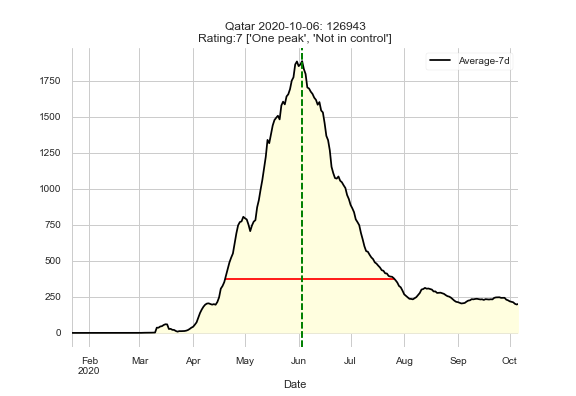 Qatar 2020-10-06: 126943
Rating:7 ['One peak', 'Not in control']
Average-7d
1750
1500
1250
1000
750
500
250
0
Feb Mar Apr May Jun Jul Aug Sep Oct
2020
Date